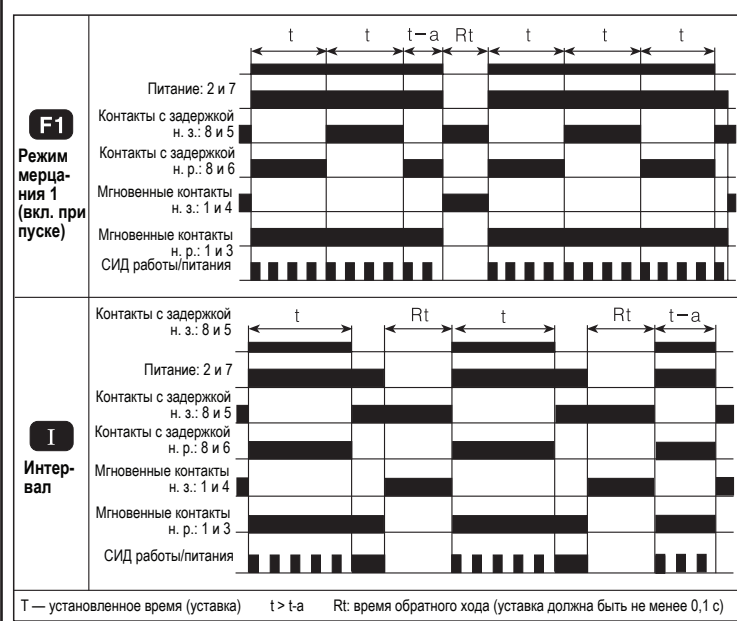 t t t-a Rt t t t
Питание: 2 и 7
Контакты с задержкой
н. з.: 8 и 5
F1
Режим
мерца-
ния 1
(вкл. при
пуске)
Контакты с задержкой
н. р.: 8 и 6
Мгновенные контакты
н. з.: 1 и 4
Мгновенные контакты
н. р.: 1 и 3
СИД работы/питания
Контакты с задержкой
н. з.: 8 и 5
t Rt t Rt t-a
Питание: 2 и 7
Контакты с задержкой
н. з.: 8 и 5
Контакты с задержкой
н. р.: 8 и 6
I
Интер-
вал
Мгновенные контакты
н. з.: 1 и 4
Мгновенные контакты
н. р.: 1 и 3
СИД работы/питания
T — установленное время (уставка) t > t-a Rt: время обратного хода (уставка должна быть не менее 0,1 с)